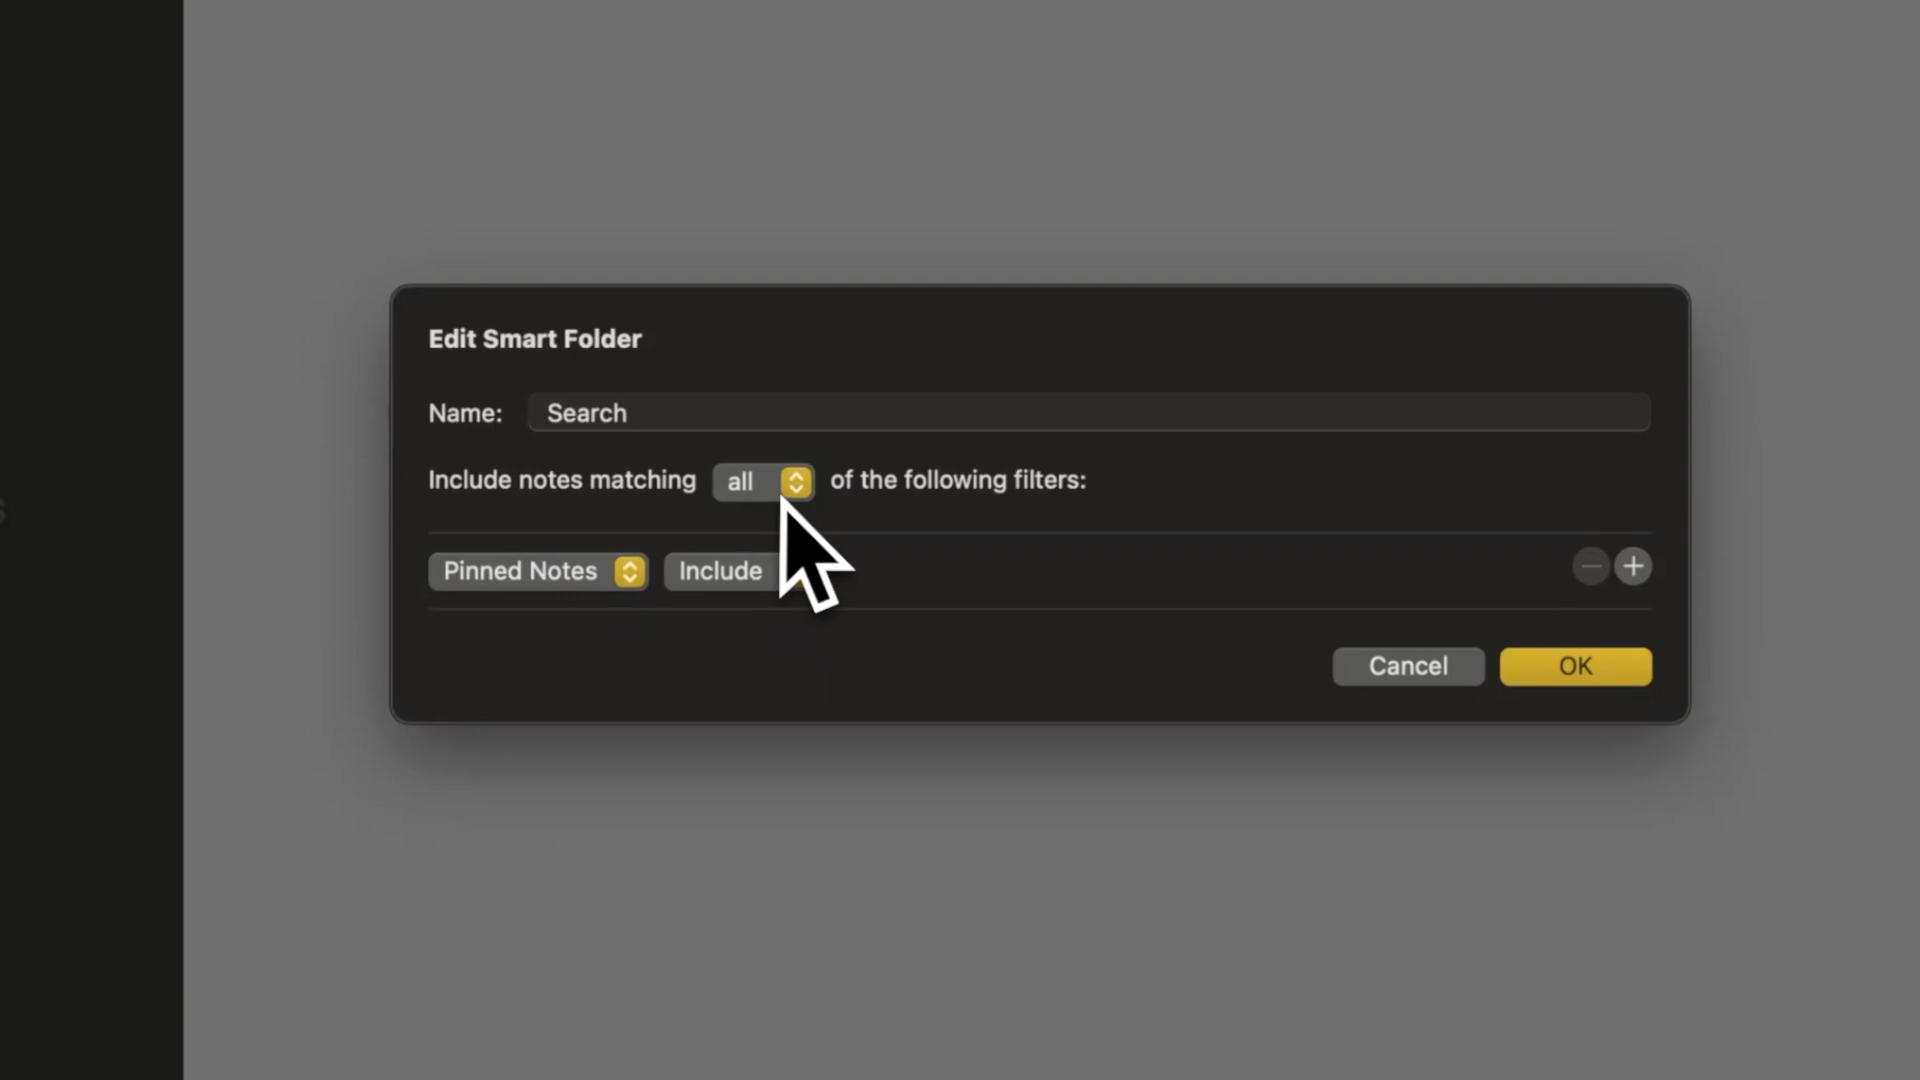 Edit Smart Folder
Name: Search
Include notes matching all of the following filters:
Pinned Notes Include
Cancel OK